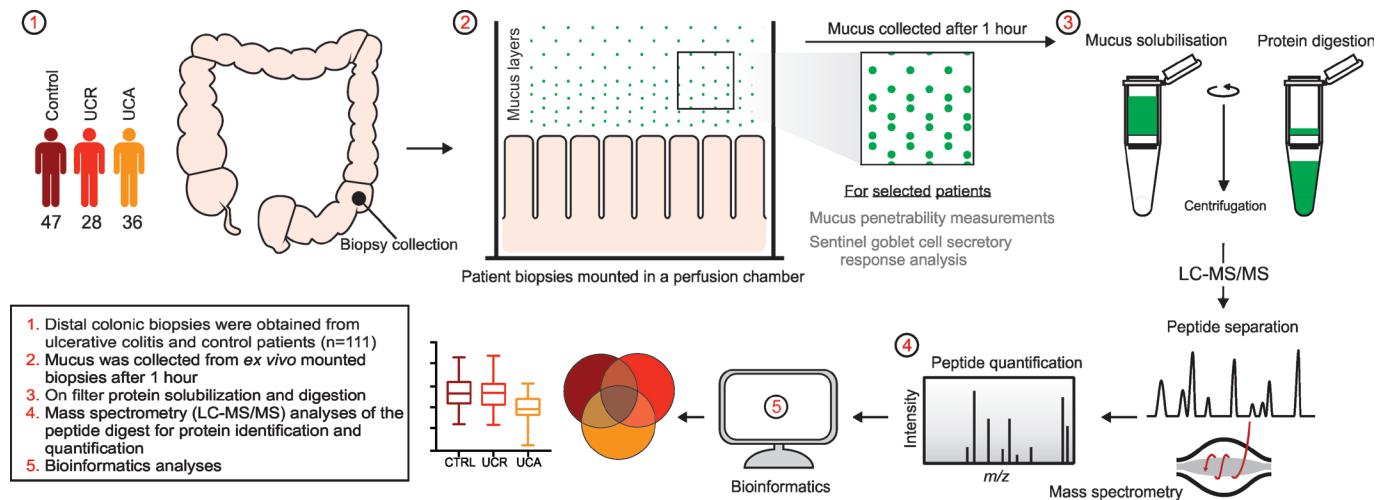 1
Control
UCR
UCA
47
28
36
Biopsy collection
2
Mucus layers
Patient biopsies mounted in a perfusion chamber
Mucus collected after 1 hour
For selected patients
Mucus penetrability measurements
Sentinel goblet cell secretory
response analysis
3
Mucus solubilisation
Protein digestion
Centrifugation
LC-MS/MS
Peptide separation
Mass spectrometry
4
Peptide quantification
Intensity
m/z
5
Bioinformatics
CTRL
UCR
UCA
1. Distal colonic biopsies were obtained from
ulcerative colitis and control patients (n=111)
2. Mucus was collected from ex vivo mounted
biopsies after 1 hour
3. On filter protein solubilization and digestion
4. Mass spectrometry (LC-MS/MS) analyses of the
peptide digest for protein identification and
quantification
5. Bioinformatics analyses